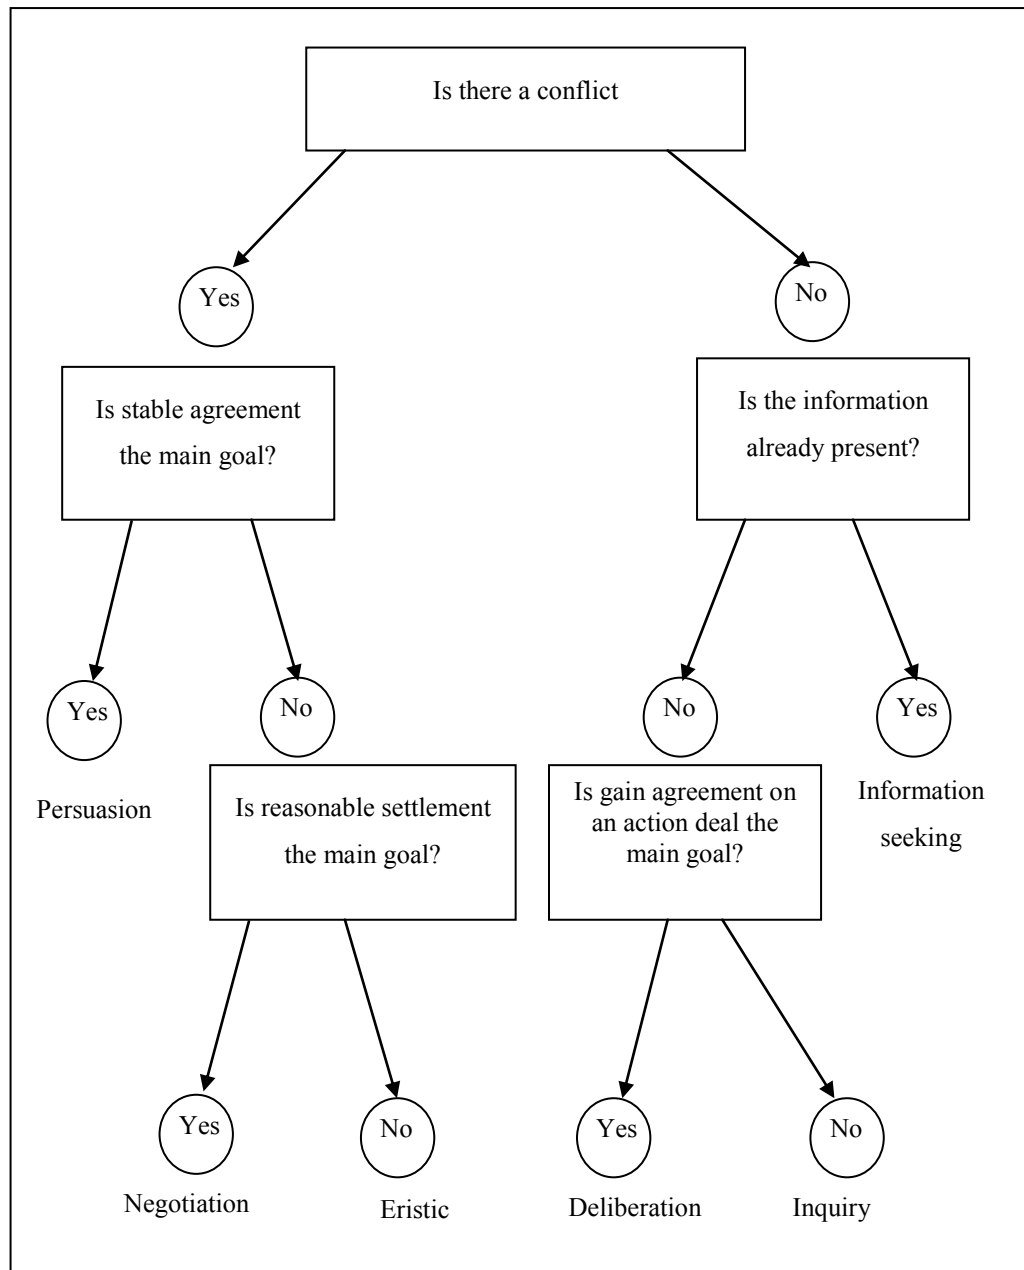 Is there a conflict
Yes
No
Is stable agreement
the main goal?
Is the information
already present?
Yes
No
No
Yes
Persuasion
Is reasonable settlement
the main goal?
Is gain agreement on
an action deal the
main goal?
Information
seeking
Yes
No
Yes
No
Negotiation
Eristic
Deliberation
Inquiry